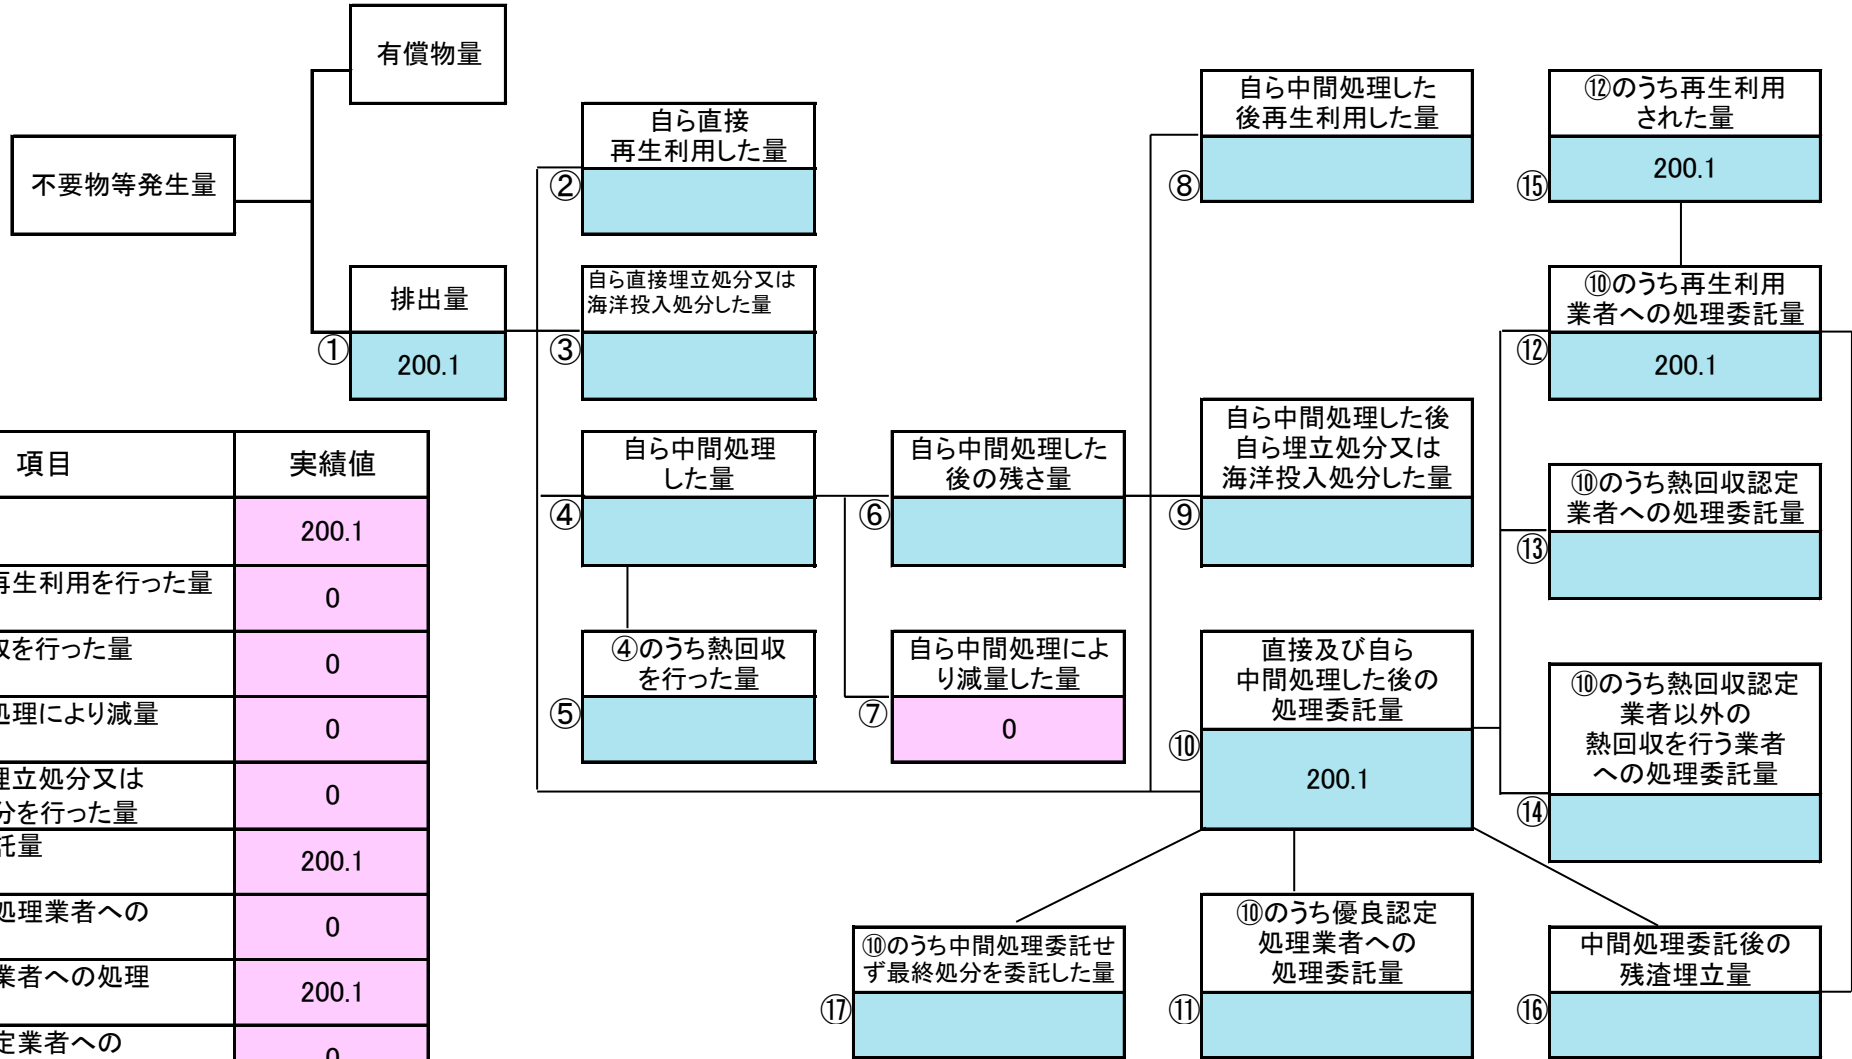 有償物量
不要物等発生量
排出量
①
200.1
自ら直接
再生利用した量
②
自ら直接埋立処分又は
海洋投入処分した量
③
自ら中間処理
した量
④
④のうち熱回収
を行った量
⑤
自ら中間処理した
後の残さ量
⑥
自ら中間処理によ
り減量した量
⑦
0
自ら中間処理した
後再生利用した量
⑧
自ら中間処理した後
自ら埋立処分又は
海洋投入処分した量
⑨
直接及び自ら
中間処理した後の
処理委託量
⑩
200.1
⑫のうち再生利用
された量
⑮
200.1
⑩のうち再生利用
業者への処理委託量
⑫
200.1
⑩のうち熱回収認定
業者への処理委託量
⑬
⑩のうち熱回収認定
業者以外の
熱回収を行う業者
への処理委託量
⑭
⑩のうち中間処理委託せ
ず最終処分を委託した量
⑰
⑩のうち優良認定
処理業者への
処理委託量
⑪
中間処理委託後の
残渣埋立量
⑯
項目 実績値
200.1
再生利用を行った量 0
を行った量 0
処理により減量 0
埋立処分又は
を行った量 0
託量 200.1
処理業者への 0
業者への処理 200.1
定業者への 0